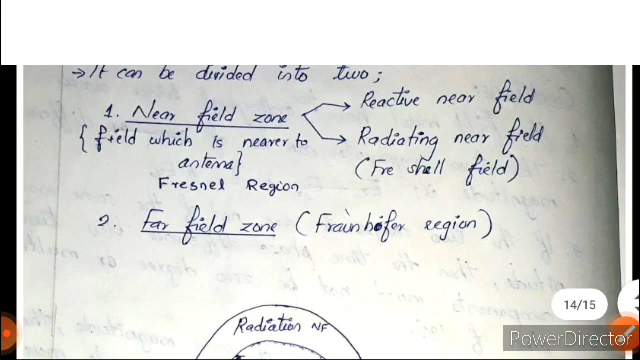 → It can be divided into two;
1. Near field zone → Reactive near field
{ field which is nearer to antenna} → Radiating near field
Fresnel Region (Fre shell field)
2. Far field zone (Frainhofer region)
Radiation NF
14/15
PowerDirector